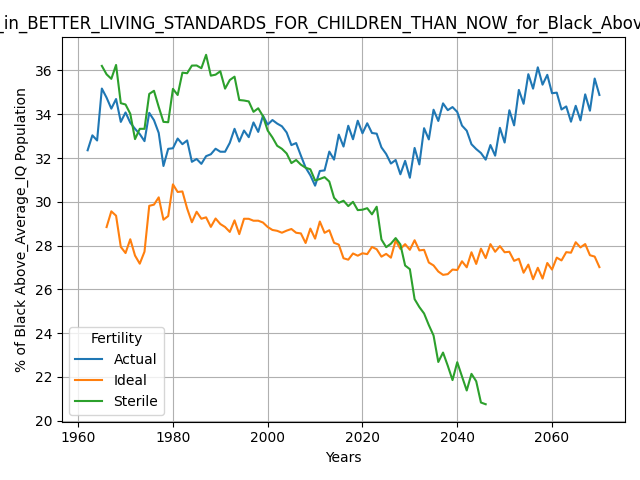 _in_BETTER_LIVING_STANDARDS_FOR_CHILDREN_THAN_NOW_for_Black_Abov
% of Black Above_Average_IQ Population
36
34
32
30
28
26
24
22
20
Fertility
Actual
Ideal
Sterile
1960 1980 2000 2020 2040 2060
Years